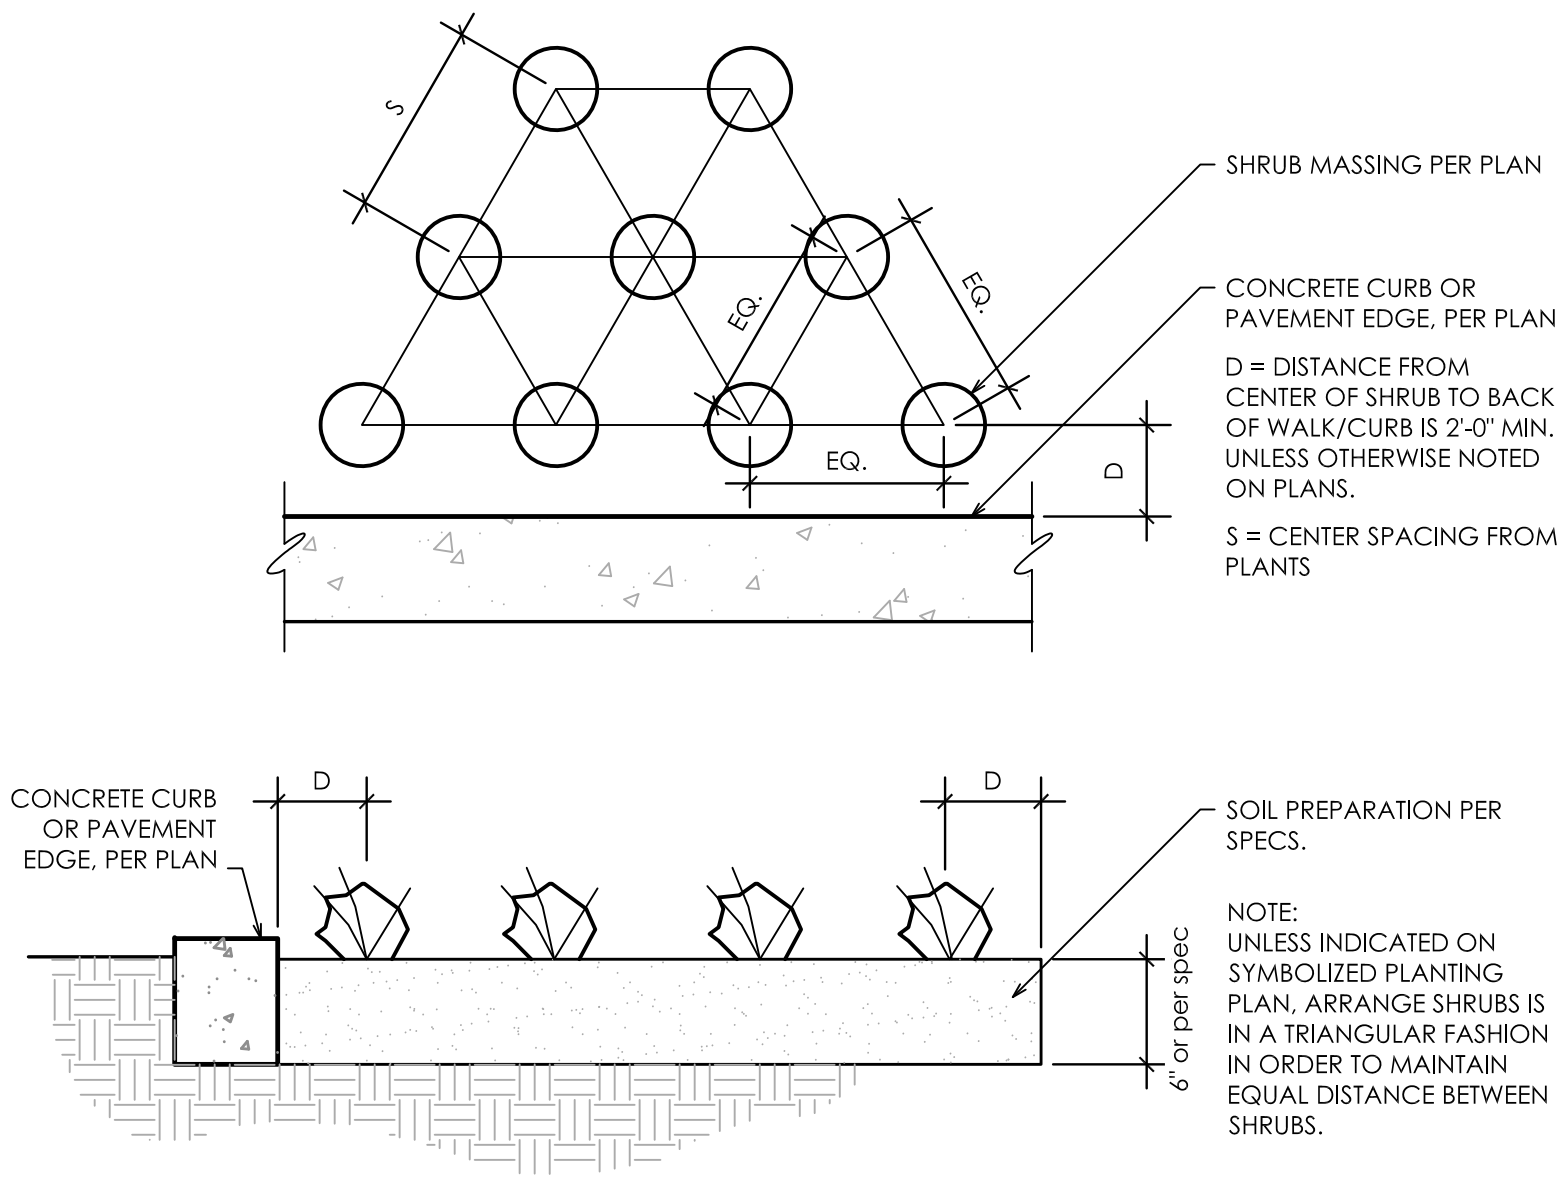 S
SHRUB MASSING PER PLAN
EQ.
EQ.
EQ.
D
CONCRETE CURB OR
PAVEMENT EDGE, PER PLAN
D = DISTANCE FROM
CENTER OF SHRUB TO BACK
OF WALK/CURB IS 2'-0" MIN.
UNLESS OTHERWISE NOTED
ON PLANS.
S = CENTER SPACING FROM
PLANTS
CONCRETE CURB
OR PAVEMENT
EDGE, PER PLAN
D
D
6" or per spec
SOIL PREPARATION PER
SPECS.
NOTE:
UNLESS INDICATED ON
SYMBOLIZED PLANTING
PLAN, ARRANGE SHRUBS IS
IN A TRIANGULAR FASHION
IN ORDER TO MAINTAIN
EQUAL DISTANCE BETWEEN
SHRUBS.